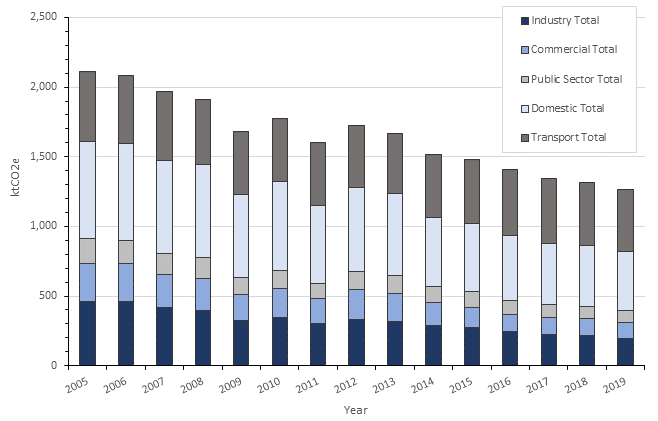 2,500
2,000
1,500
1,000
500
0
ktCO2e
Industry Total
Commercial Total
Public Sector Total
Domestic Total
Transport Total
2005 2006 2007 2008 2009 2010 2011 2012 2013 2014 2015 2016 2017 2018 2019
Year